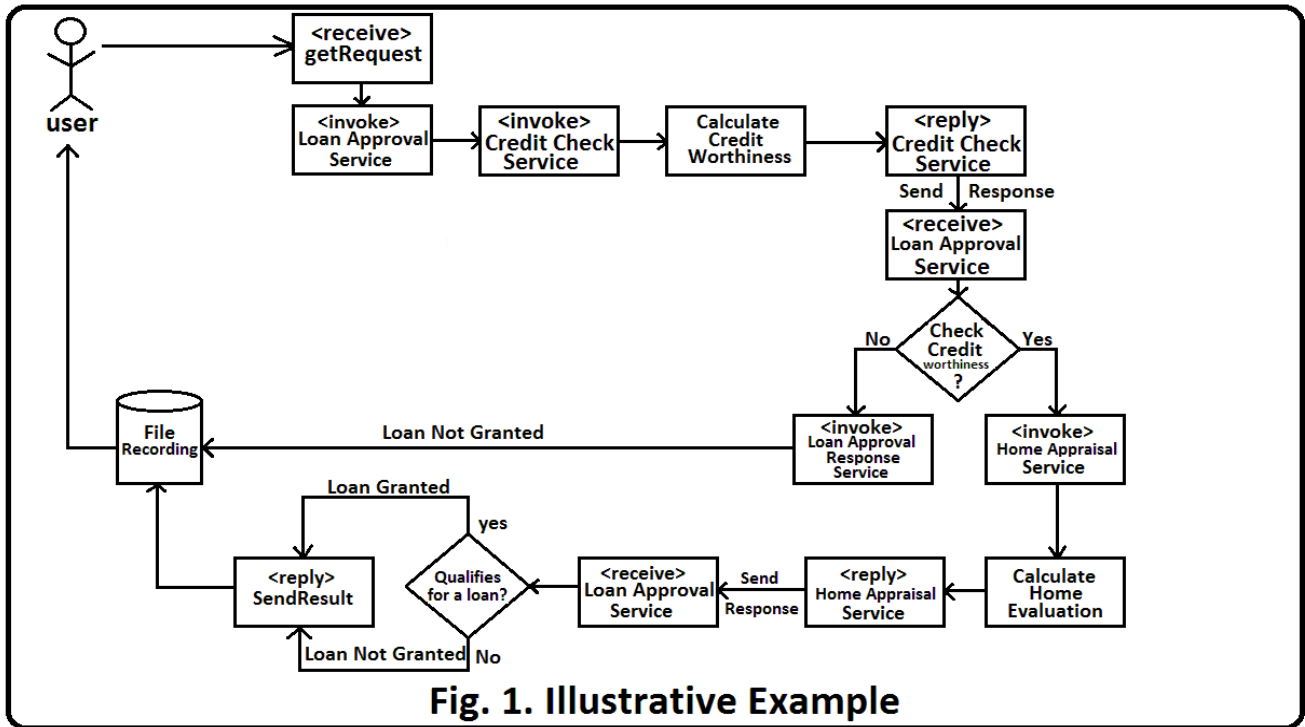 <receive>
getRequest
user
<invoke>
Loan Approval
Service
<invoke>
Credit Check
Service
Calculate
Credit
Worthiness
<reply>
Credit Check
Service
Send Response
<receive>
Loan Approval
Service
Check
Credit
worthiness
?
No
Yes
<invoke>
Loan Approval
Response
Service
<invoke>
Home Appraisal
Service
Loan Not Granted
File
Recording
Loan Granted
yes
<reply>
SendResult
Qualifies
for a loan?
<receive>
Loan Approval
Service
Send
Response
<reply>
Home Appraisal
Service
Calculate
Home
Evaluation
Loan Not Granted
No
Fig. 1. Illustrative Example